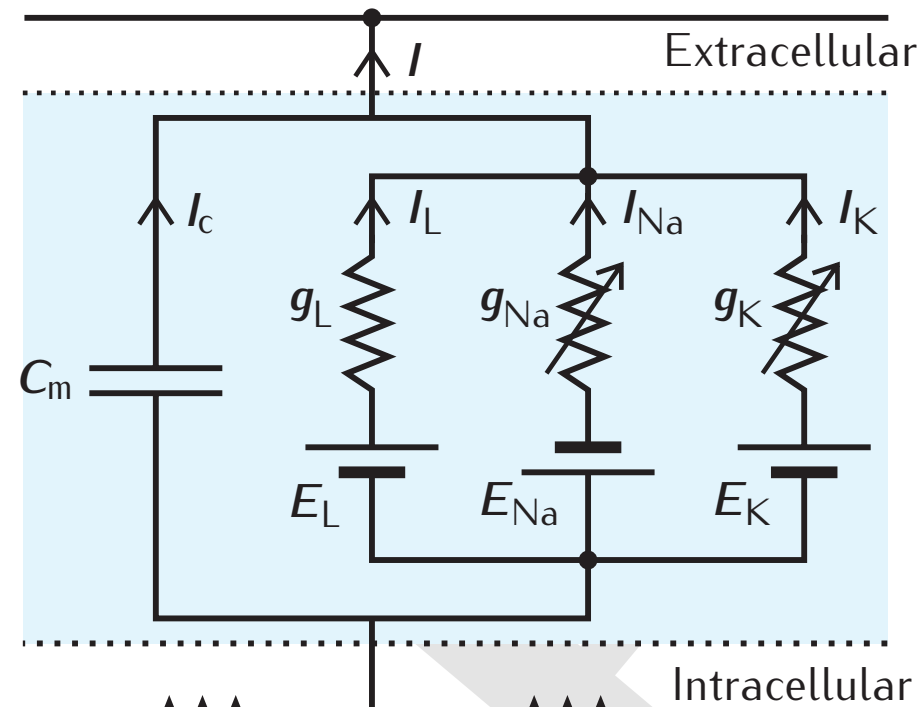 I
Extracellular
Ic
IL
INa
IK
gL
gNa
gK
Cm
EL
ENa
EK
Intracellular